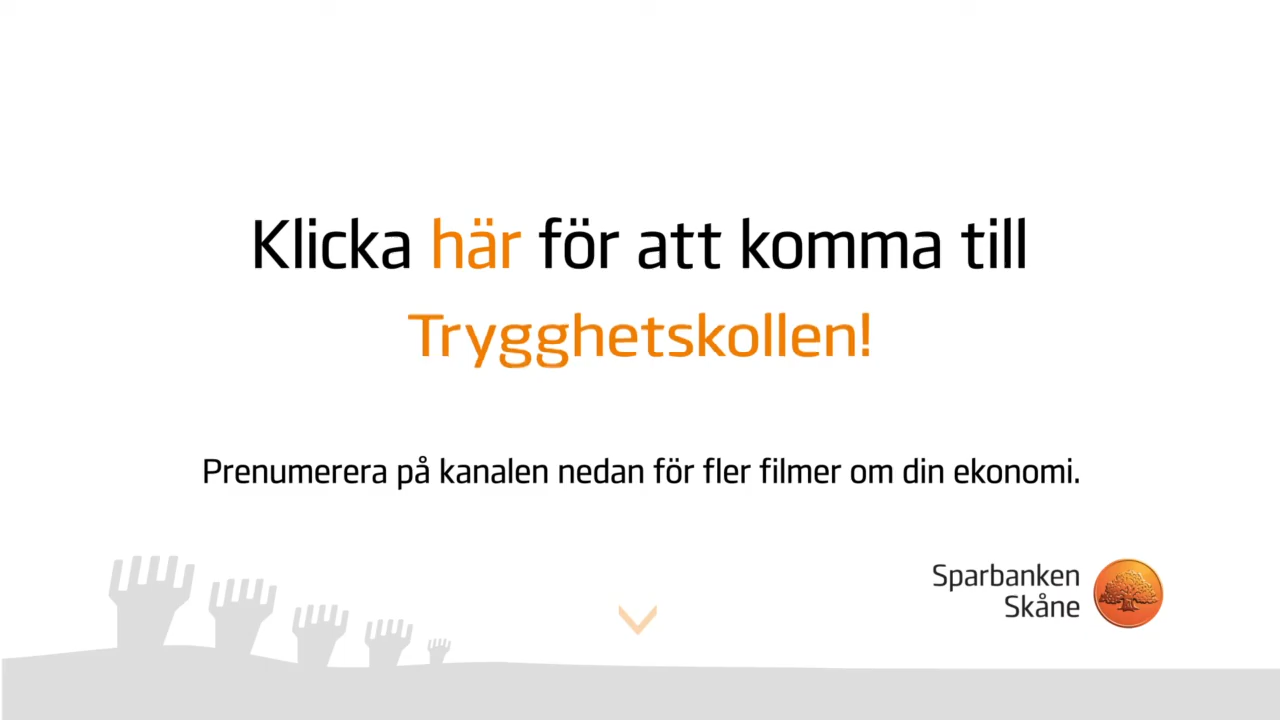 Klicka här för att komma till
Trygghetskollen!
Prenumerera på kanalen nedan för fler filmer om din ekonomi.
Sparbanken
Skåne